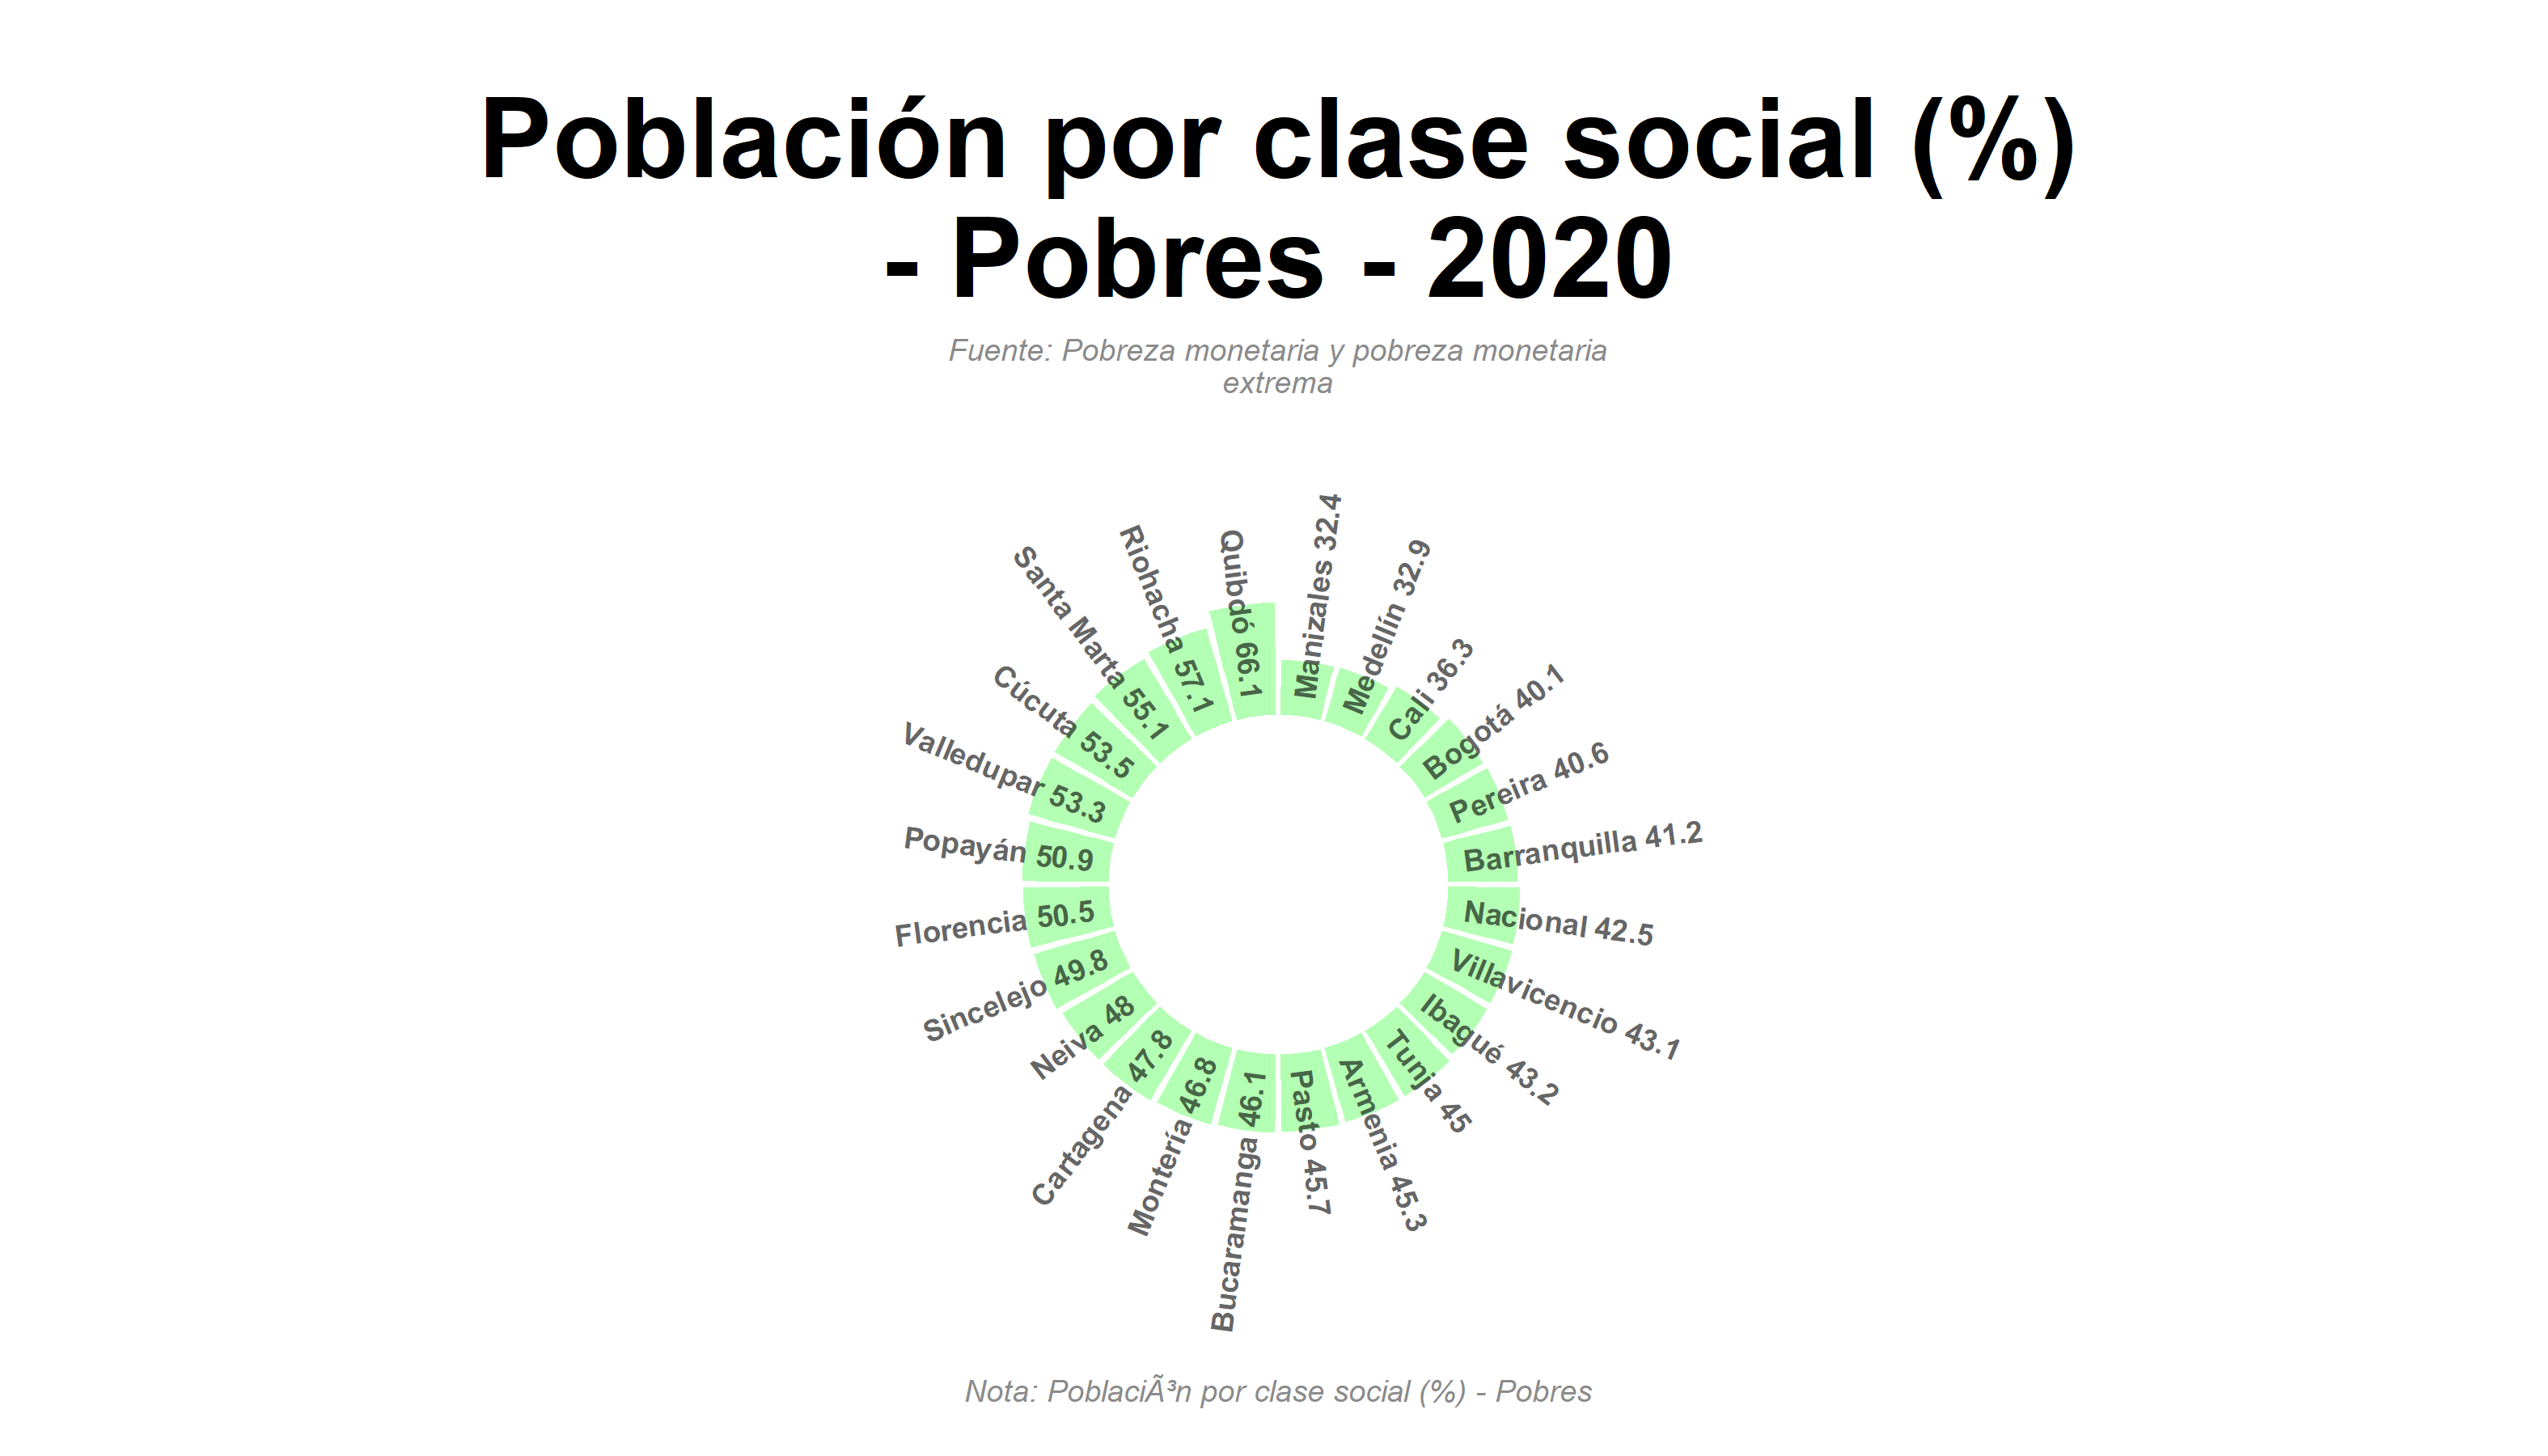 Población por clase social (%)
- Pobres - 2020
Fuente: Pobreza monetaria y pobreza monetaria
extrema
Manizales 32.4
Medellín 32.9
Cali 36.3
Bogotá 40.1
Pereira 40.6
Barranquilla 41.2
Nacional 42.5
Villavicencio 43.1
Ibagué 43.2
Tunja 45
Armenia 45.3
Pasto 45.7
Bucaramanga 46.1
Montería 46.8
Cartagena 47.8
Neiva 48
Sincelejo 49.8
Florencia 50.5
Popayán 50.9
Valledupar 53.3
Cúcuta 53.5
Santa Marta 55.1
Riohacha 57.1
Quibdó 66.1
Nota: PoblaciÃ³n por clase social (%) - Pobres